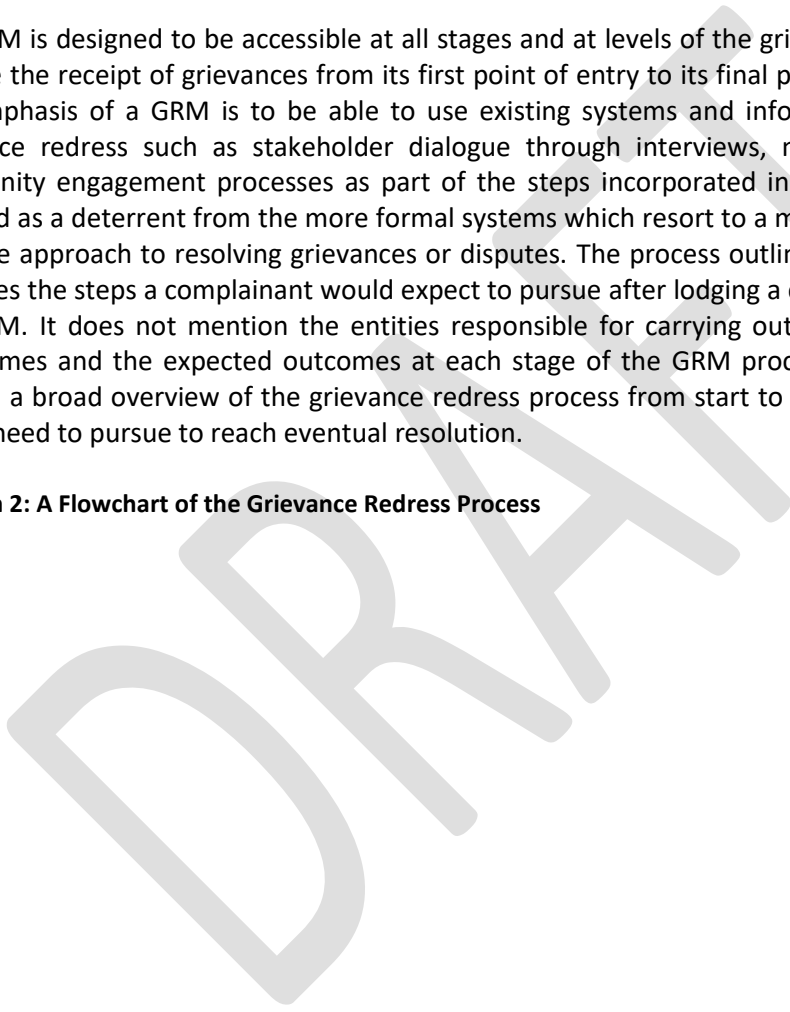 M is designed to be accessible at all stages and at levels of the gri
the receipt of grievances from its first point of entry to its final p
phasis of a GRM is to be able to use existing systems and info
ce redress such as stakeholder dialogue through interviews,
nity engagement processes as part of the steps incorporated in
d as a deterrent from the more formal systems which resort to a m
e approach to resolving grievances or disputes. The process outlin
es the steps a complainant would expect to pursue after lodging a
M. It does not mention the entities responsible for carrying out
mes and the expected outcomes at each stage of the GRM proc
a broad overview of the grievance redress process from start to
need to pursue to reach eventual resolution.
2: A Flowchart of the Grievance Redress Process
DRAFT